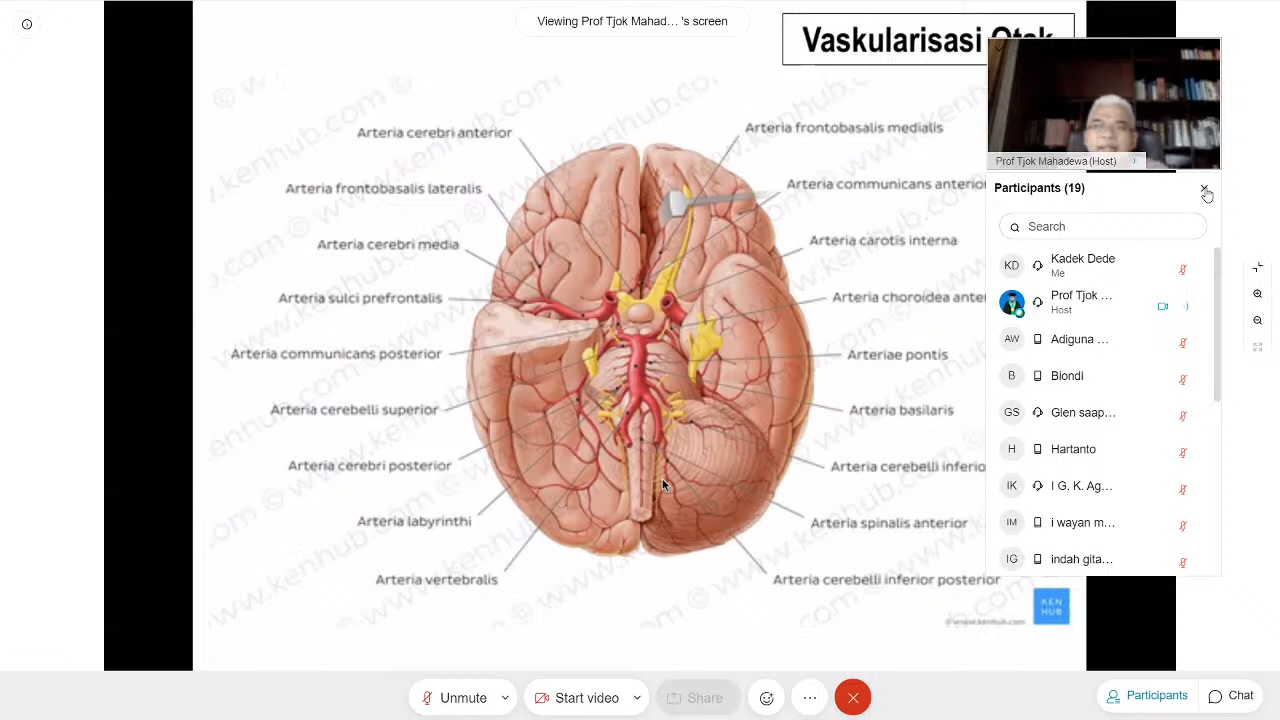 Viewing Prof Tjok Mahad… 's screen
Vaskularisasi Otak
Arteria cerebri anterior
Arteria frontobasalis lateralis
Arteria cerebri media
Arteria sulci prefrontalis
Arteria communicans posterior
Arteria cerebelli superior
Arteria cerebri posterior
Arteria labyrinthi
Arteria vertebralis
Arteria frontobasalis medialis
Arteria communicans anterio
Arteria carotis interna
Arteria choroidea ante
Arteriae pontis
Arteria basilaris
Arteria cerebelli inferio
Arteria spinalis anterior
Arteria cerebelli inferior posterior
KEN
HUB
© www.kenhub.com
Prof Tjok Mahadewa (Host)
Participants (19)
Search
KD Kadek Dede
Me
Prof Tjok …
Host
AW Adiguna …
B Biondi
GS Glen saap…
H Hartanto
IK I G. K. Ag…
IM i wayan m…
IG indah gita…
Unmute
Start video
Share
Participants
Chat